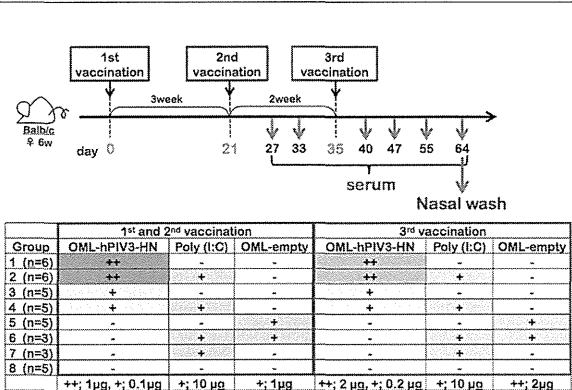 1st vaccination
2nd vaccination
3rd vaccination
3week
2week
Balb/c
♀ 6w
day 0 21 27 33 35 40 47 55 64
serum
Nasal wash
1st and 2nd vaccination 3rd vaccination
Group OML-hPIV3-HN Poly (I:C) OML-empty OML-hPIV3-HN Poly (I:C) OML-empty
1 (n=6) ++ - - ++ - -
2 (n=6) ++ + - ++ + -
3 (n=5) + - - + - -
4 (n=5) + + - + + -
5 (n=5) - - + - - +
6 (n=3) - + + - + +
7 (n=3) - + - - + -
8 (n=5) - - - - - -
++; 1µg, +; 0.1µg +; 10 µg +; 1µg ++; 2 µg, +; 0.2 µg +; 10 µg ++; 2µg